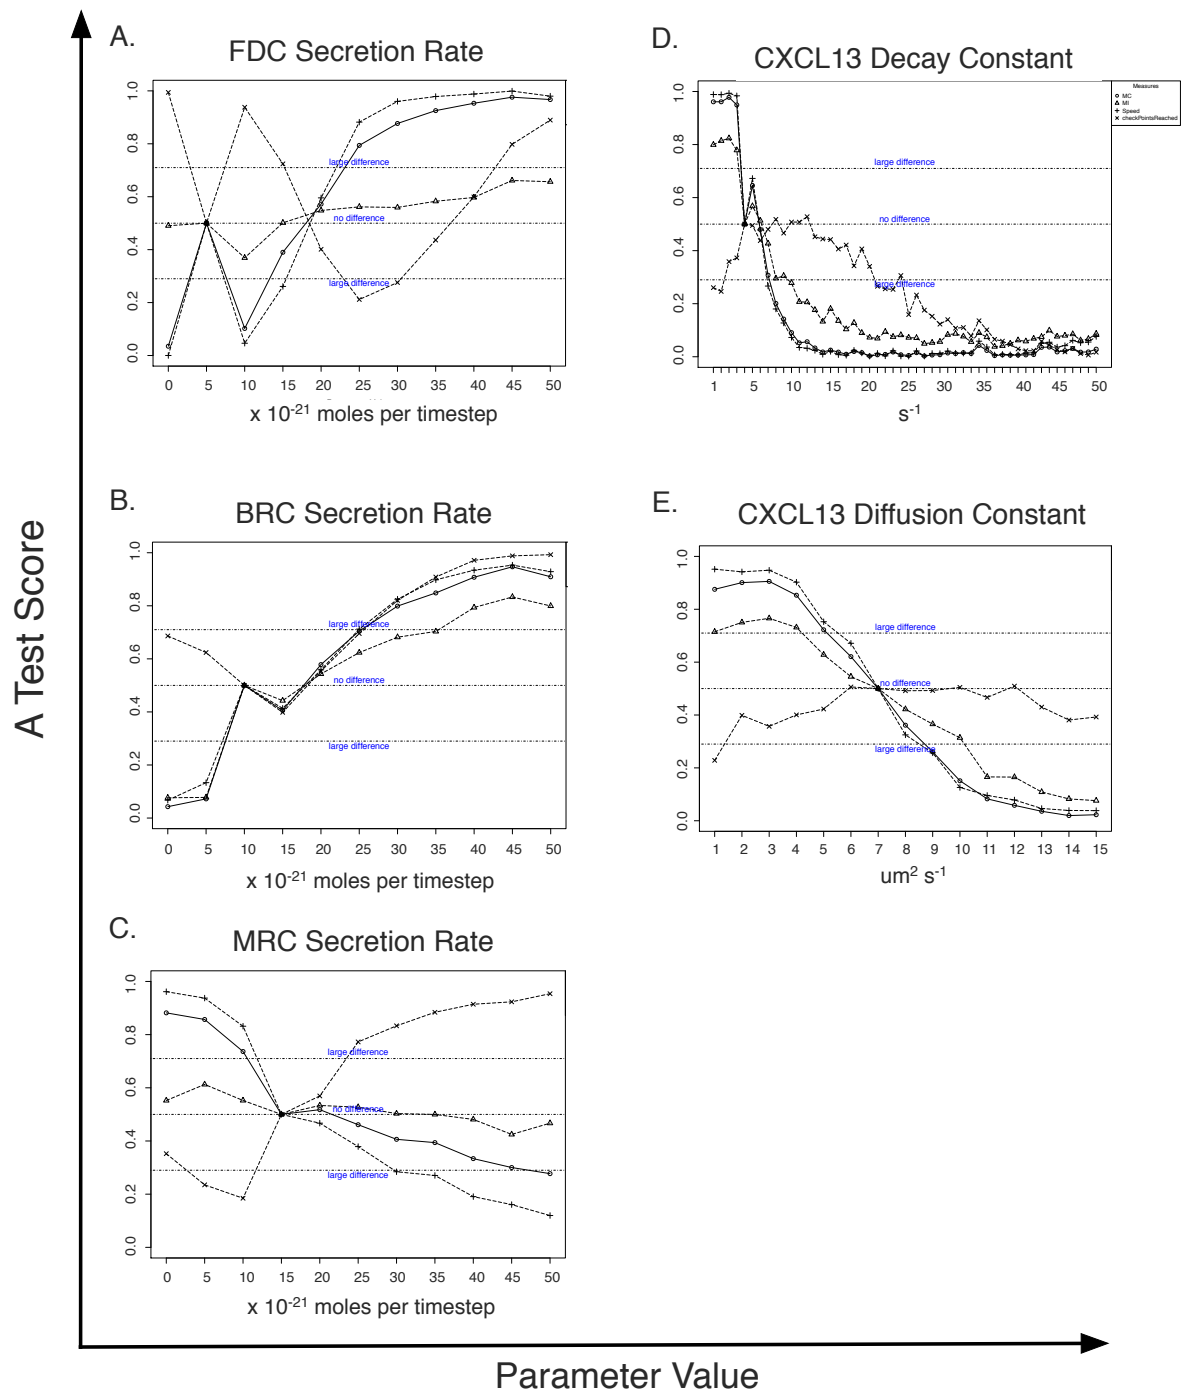 A.
FDC Secretion Rate
1.0
0.8
0.6
0.4
0.2
0.0
large difference
no difference
large difference
0 5 10 15 20 25 30 35 40 45 50
x 10-21 moles per timestep
D.
CXCL13 Decay Constant
Measures
MC
MI
Speed
checkPointsReached
1.0
0.8
0.6
0.4
0.2
0.0
large difference
no difference
large difference
1 5 10 15 20 25 30 35 40 45 50
s-1
B.
BRC Secretion Rate
1.0
0.8
0.6
0.4
0.2
0.0
large difference
no difference
large difference
0 5 10 15 20 25 30 35 40 45 50
x 10-21 moles per timestep
E.
CXCL13 Diffusion Constant
1.0
0.8
0.6
0.4
0.2
0.0
large difference
no difference
large difference
1 2 3 4 5 6 7 8 9 10 11 12 13 14 15
um2 s-1
C.
MRC Secretion Rate
1.0
0.8
0.6
0.4
0.2
0.0
large difference
no difference
large difference
0 5 10 15 20 25 30 35 40 45 50
x 10-21 moles per timestep
A Test Score
Parameter Value